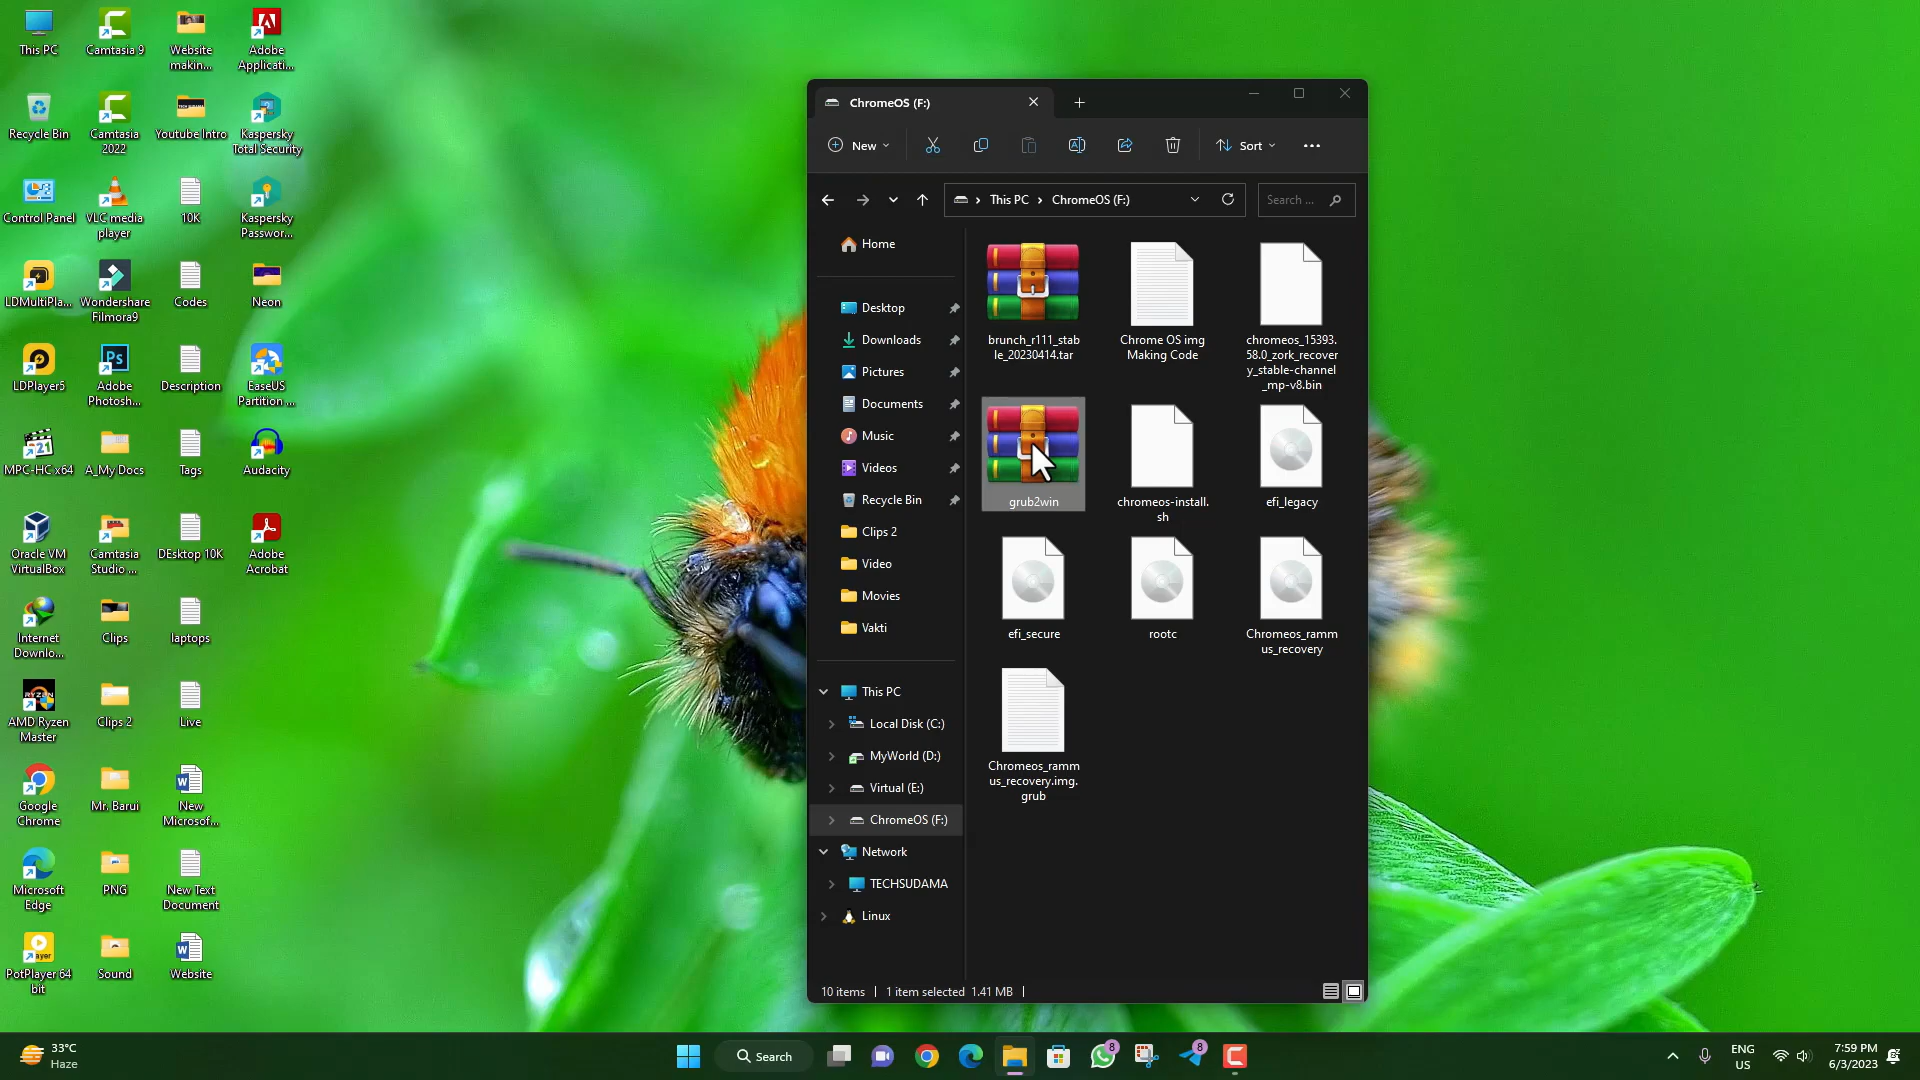 This PC
Camtasia 9
Website
makin...
Adobe
Applicati...
Recycle Bin
Camtasia
2022
Youtube Intro
Kaspersky
Total Security
Control Panel
VLC media
player
10K
Kaspersky
Passwor...
LDMultiPla...
Wondershare
Filmora9
Codes
Neon
LDPlayer5
Adobe
Photosh...
Description
EaseUS
Partition ...
MPC-HC x64
A_My Docs
Tags
Audacity
Oracle VM
VirtualBox
Camtasia
Studio ...
DEsktop 10K
Adobe
Acrobat
Internet
Downlo...
Clips
laptops
AMD Ryzen
Master
Clips 2
Live
Google
Chrome
Mr. Barui
New
Microsof...
Microsoft
Edge
PNG
New Text
Document
PotPlayer 64
bit
Sound
Website
ChromeOS (F:)
New
Sort
This PC
ChromeOS (F:)
Search ...
Home
Desktop
Downloads
Pictures
Documents
Music
Videos
Recycle Bin
Clips 2
Video
Movies
Vakti
This PC
Local Disk (C:)
MyWorld (D:)
Virtual (E:)
ChromeOS (F:)
Network
TECHSUDAMA
Linux
brunch_r111_stab
le_20230414.tar
Chrome OS img
Making Code
chromeos_15393.
58.0_zork_recover
y_stable-channel
_mp-v8.bin
grub2win
chromeos-install.
sh
efi_legacy
efi_secure
rootc
Chromeos_ramm
us_recovery
Chromeos_ramm
us_recovery.img.
grub
10 items
1 item selected 1.41 MB
33°C
Haze
Search
8
8
ENG
US
7:59 PM
6/3/2023